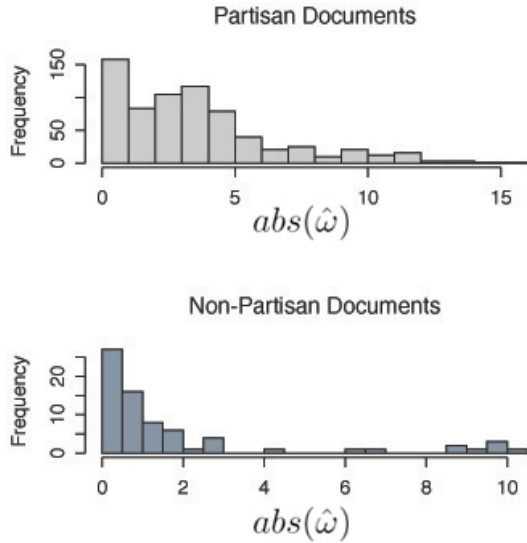 Partisan Documents
Frequency
150
50
0
0 5 10 15
abs(ω̂)
Non-Partisan Documents
Frequency
20
10
0
0 2 4 6 8 10
abs(ω̂)